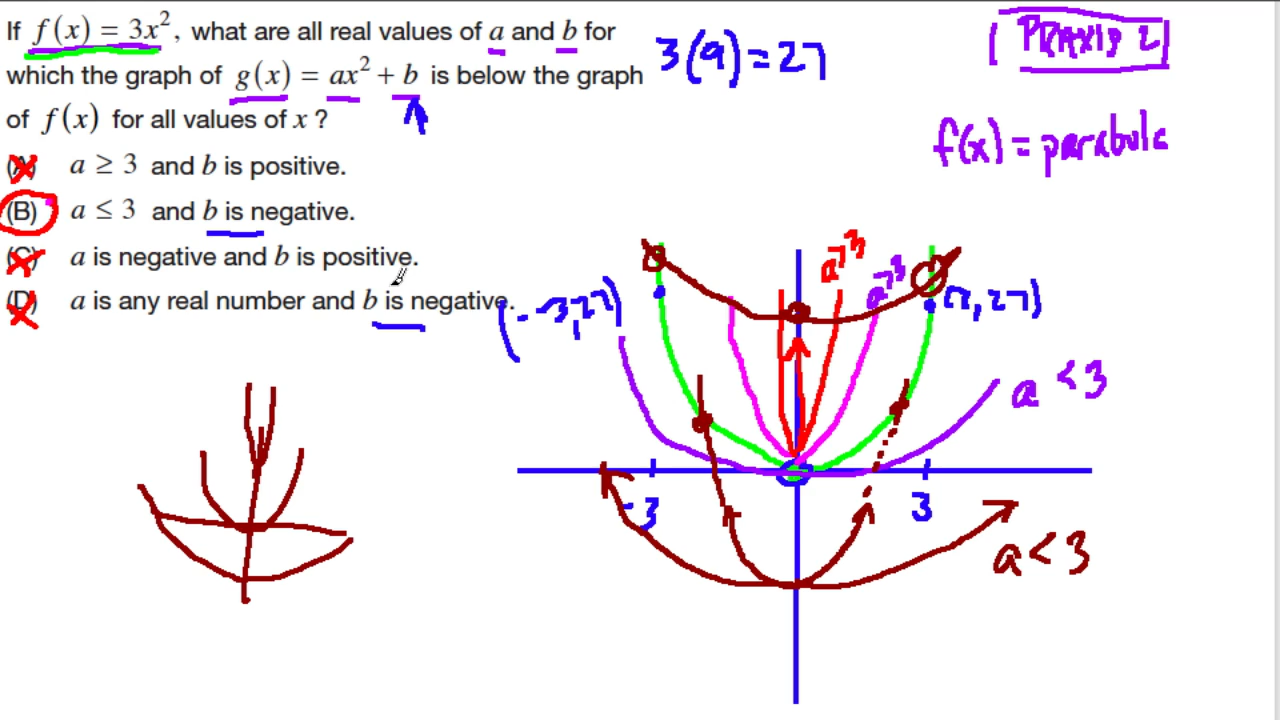 If f(x) = 3x², what are all real values of a and b for
which the graph of g(x) = ax² + b is below the graph
of f(x) for all values of x ?
(A) a ≥ 3 and b is positive.
(B) a ≤ 3 and b is negative.
(C) a is negative and b is positive.
(D) a is any real number and b is negative.
3(9)=27
PRAXIS 2
f(x) = parabola
a>3
a>3
(-3,27)
(3,27)
a<3
-3
3
a<3